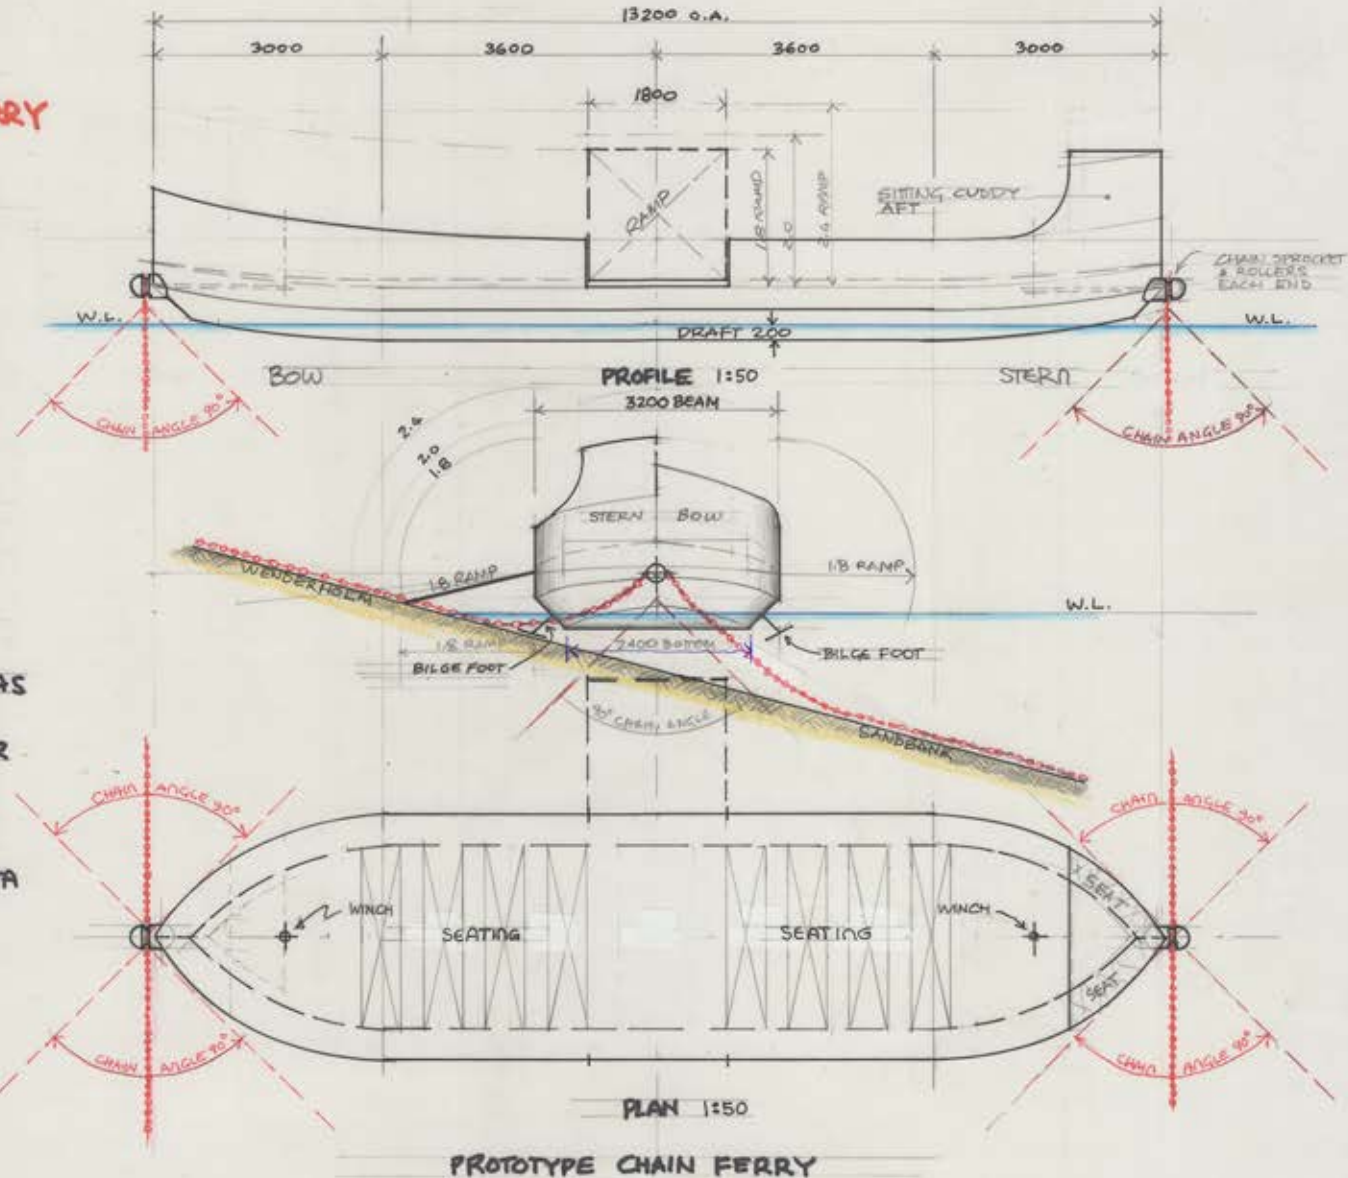 13200 O.A.
3000 3600 3600 3000
RY
1800
RAMP
1.8 RAMP
2.0
2.4 RAMP
SITTING CUDDY
AFT
CHAIN SPROCKET
& ROLLERS
EACH END
W.L.
W.L.
DRAFT 200
BOW
PROFILE 1:50
STERN
CHAIN ANGLE 90°
CHAIN ANGLE 90°
3200 BEAM
2.4
2.0
1.8
STERN BOW
WENDERHOLM
1.8 RAMP
1.8 RAMP
W.L.
1.8 RAMP
2400 BOTTOM
BILGE FOOT
BILGE FOOT
AS
90° CHAIN ANGLE
SANDBANK
R
CHAIN ANGLE 90°
CHAIN ANGLE 90°
A
WINCH
SEATING
SEATING
WINCH
SEAT
SEAT
CHAIN ANGLE 90°
CHAIN ANGLE 90°
PLAN 1:50
PROTOTYPE CHAIN FERRY